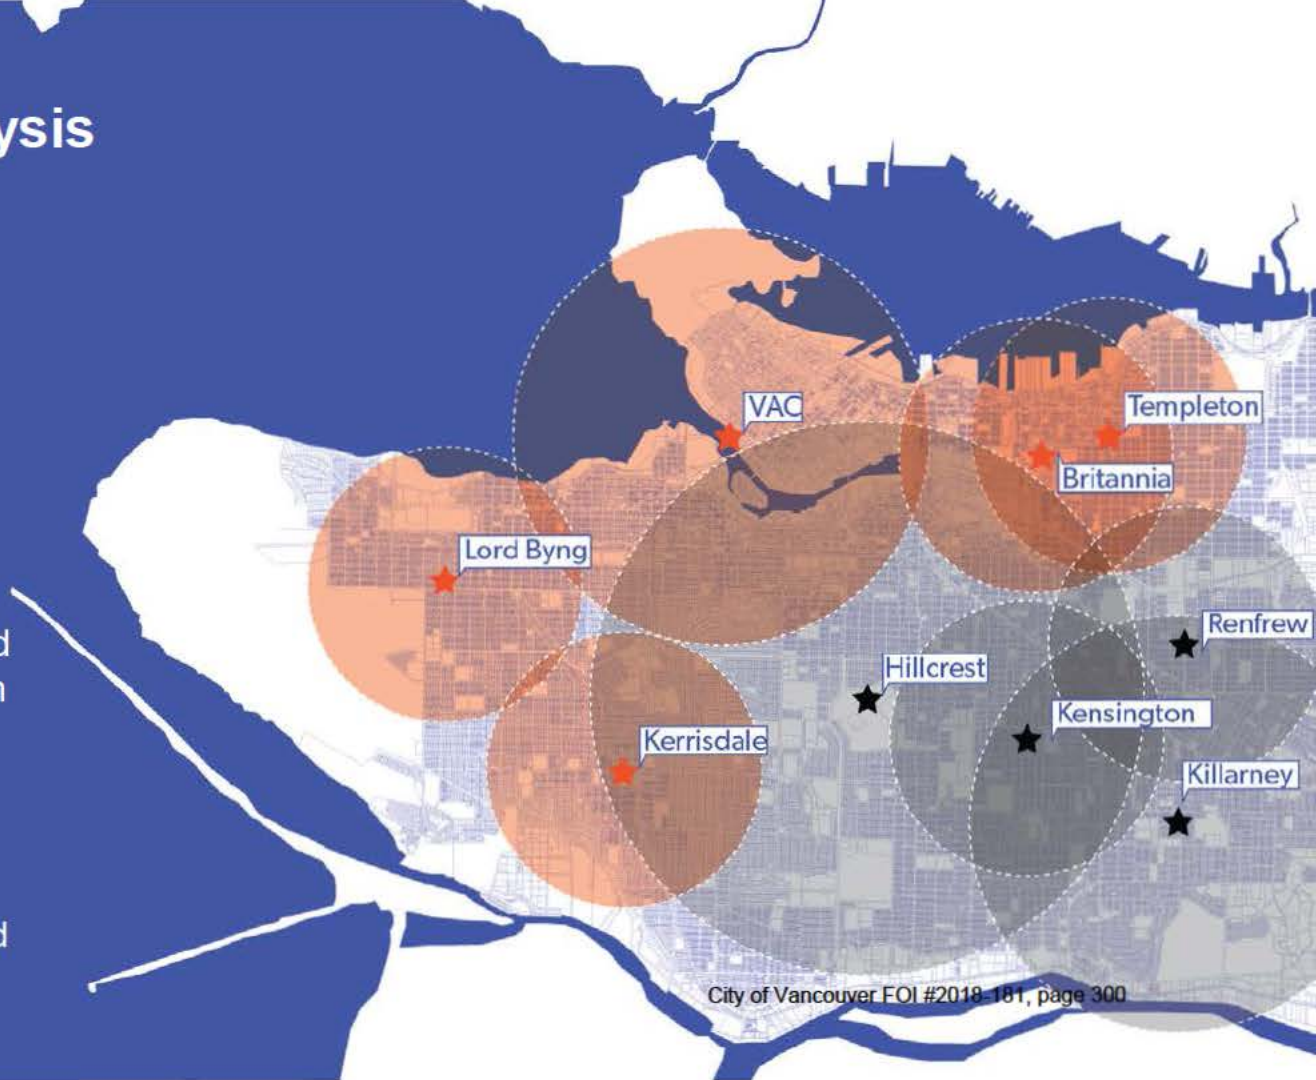 ysis
VAC
Templeton
Britannia
Lord Byng
d
n
Renfrew
Hillcrest
Kensington
Kerrisdale
Killarney
d
City of Vancouver FOI #2018-181, page 300